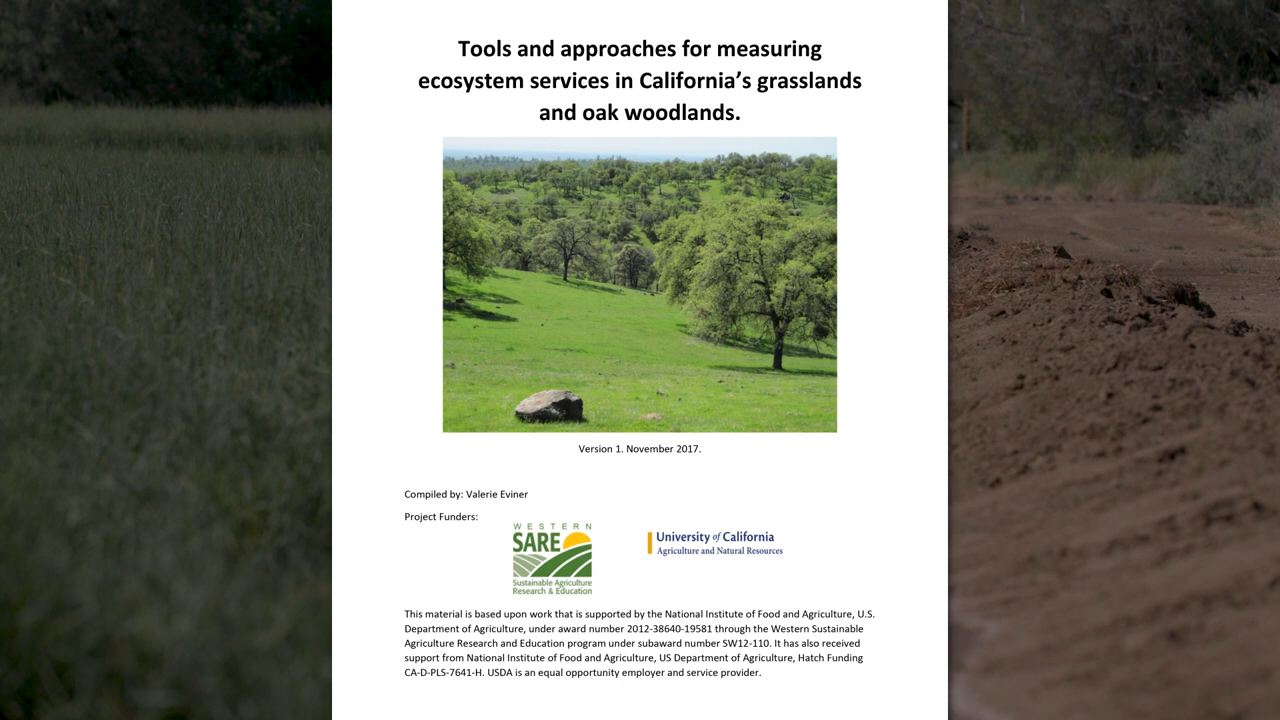 Tools and approaches for measuring
ecosystem services in California’s grasslands
and oak woodlands.
Version 1. November 2017.
Compiled by: Valerie Eviner
Project Funders:
WESTERN
SARE
Sustainable Agriculture
Research & Education
University of California
Agriculture and Natural Resources
This material is based upon work that is supported by the National Institute of Food and Agriculture, U.S.
Department of Agriculture, under award number 2012-38640-19581 through the Western Sustainable
Agriculture Research and Education program under subaward number SW12-110. It has also received
support from National Institute of Food and Agriculture, US Department of Agriculture, Hatch Funding
CA-D-PLS-7641-H. USDA is an equal opportunity employer and service provider.